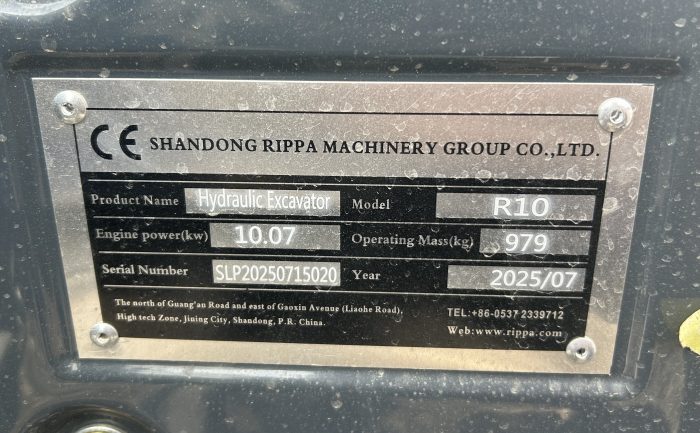 CE SHANDONG RIPPA MACHINERY GROUP CO.,LTD.
Product Name Hydraulic Excavator Model R10
Engine power(kw) 10.07 Operating Mass(kg) 979
Serial Number SLP20250715020 Year 2025/07
The north of Guang'an Road and east of Gaoxin Avenue (Liaohe Road), TEL:+86-0537 2339712
High tech Zone, Jining City, Shandong, P.R. China. Web:www.rippa.com